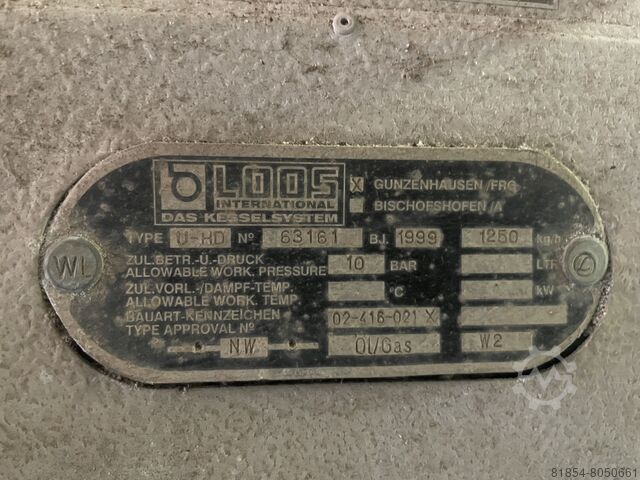 LOOS
INTERNATIONAL
DAS KESSELSYSTEM
X GUNZENHAUSEN/FRG
BISCHOFSHOFEN/A
TYPE U-HD Nº 63161 BJ. 1999 1250 kg/h
ZUL.BETR.-Ü.-DRUCK
ALLOWABLE WORK. PRESSURE 10 BAR LTR
ZUL.VORL.-/DAMPF-TEMP.
ALLOWABLE WORK. TEMP. °C kW
BAUART-KENNZEICHEN
TYPE APPROVAL Nº 02-416-021 X
NW Öl/Gas W2
WL
81854-8050661